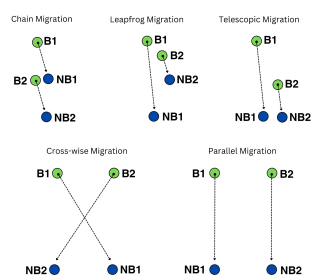 Chain Migration
Leapfrog Migration
Telescopic Migration
B1
B1
B1
B2
B2
NB1
NB2
B2
NB2
NB1
NB1
NB2
Cross-wise Migration
Parallel Migration
B1
B2
B1
B2
NB2
NB1
NB1
NB2